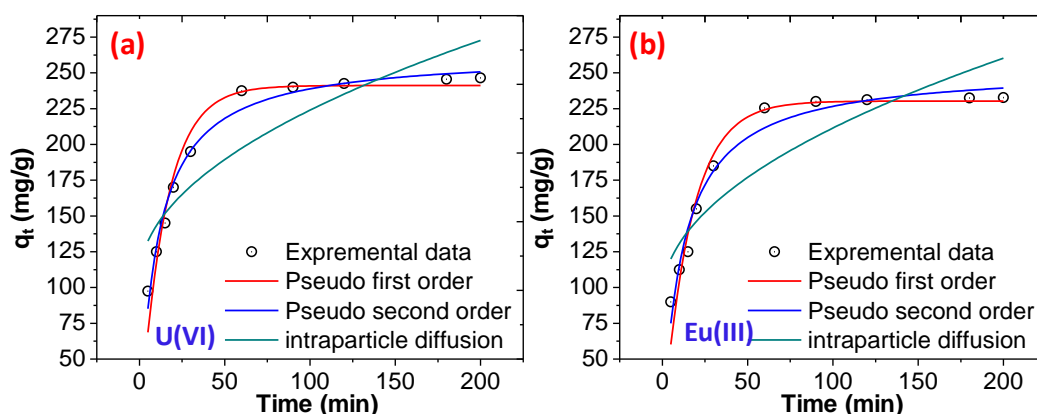 (a)
275
250
225
200
175
150
125
100
75
50
qt (mg/g)
Expremental data
Pseudo first order
Pseudo second order
intraparticle diffusion
U(VI)
0 50 100 150 200
Time (min)
(b)
275
250
225
200
175
150
125
100
75
50
qt (mg/g)
Expremental data
Pseudo first order
Pseudo second order
intraparticle diffusion
Eu(III)
0 50 100 150 200
Time (min)